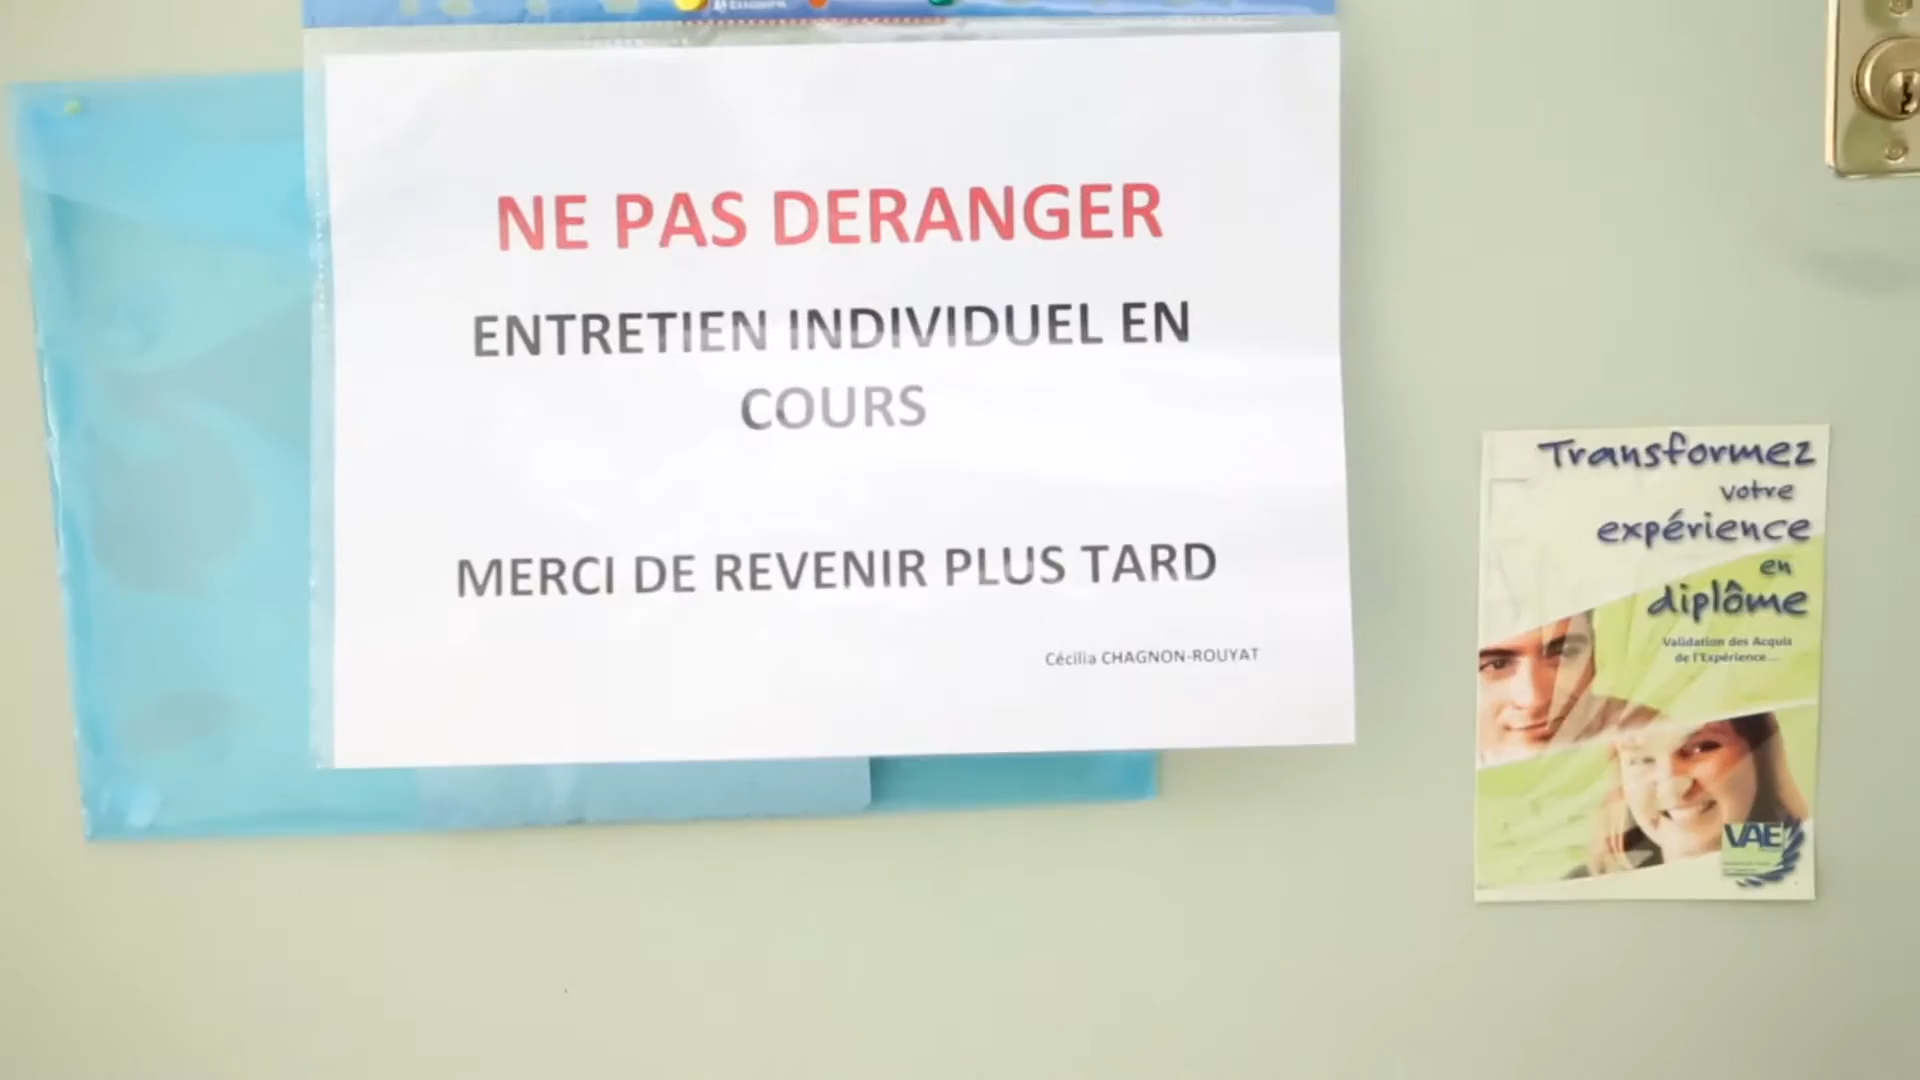 NE PAS DERANGER
ENTRETIEN INDIVIDUEL EN
COURS
MERCI DE REVENIR PLUS TARD
Cécilia CHAGNON-ROUYAT
Transformez
votre
expérience
en
diplôme
Validation des Acquis
de l'Expérience...
VAE